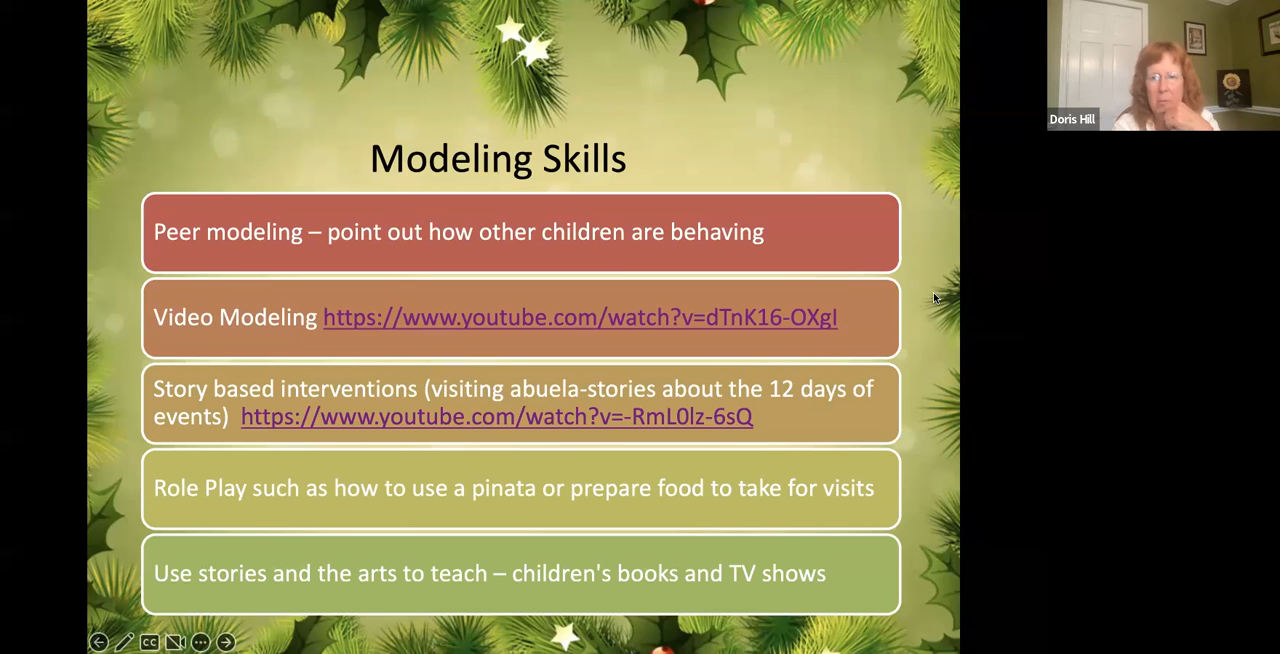 Modeling Skills
Peer modeling – point out how other children are behaving
Video Modeling https://www.youtube.com/watch?v=dTnK16-OXgI
Story based interventions (visiting abuela-stories about the 12 days of
events) https://www.youtube.com/watch?v=-RmL0lz-6sQ
Role Play such as how to use a pinata or prepare food to take for visits
Use stories and the arts to teach – children's books and TV shows
Doris Hill
CC